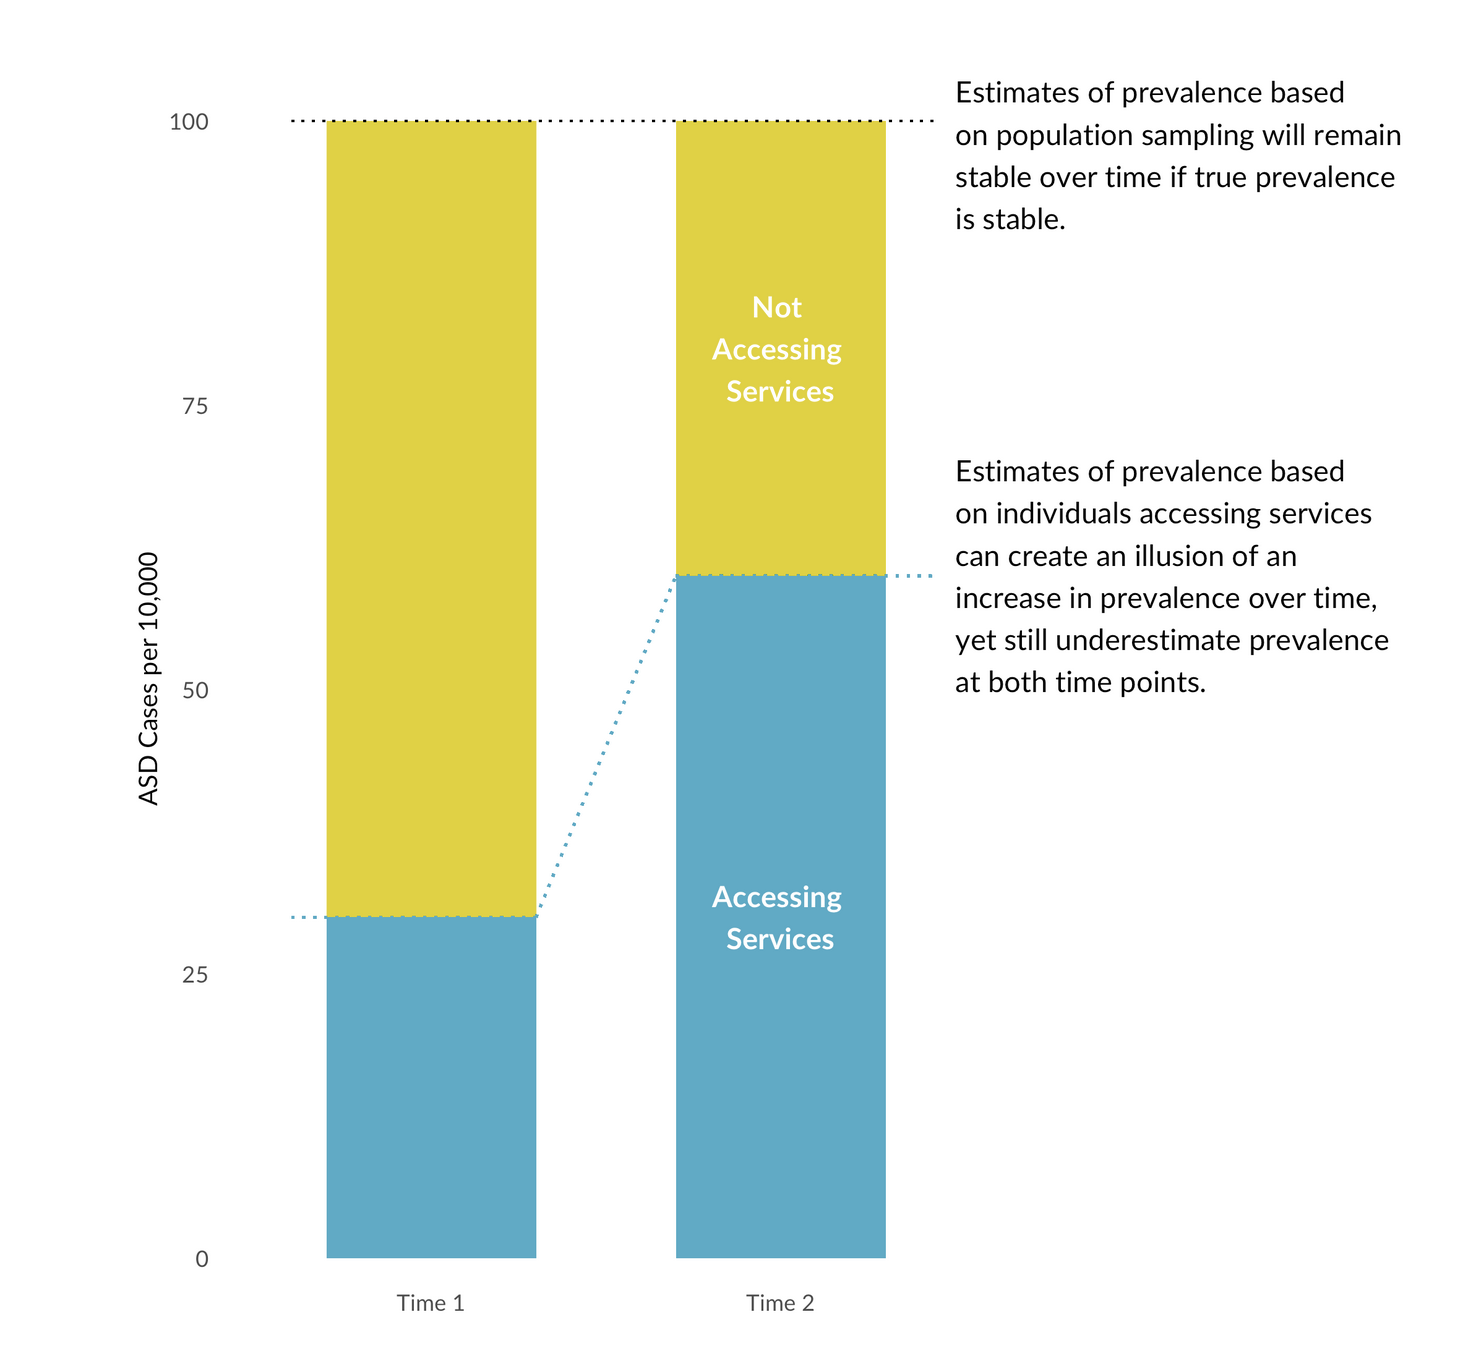 Estimates of prevalence based
on population sampling will remain
stable over time if true prevalence
is stable.
Estimates of prevalence based
on individuals accessing services
can create an illusion of an
increase in prevalence over time,
yet still underestimate prevalence
at both time points.
ASD Cases per 10,000
100
75
50
25
0
Not
Accessing
Services
Accessing
Services
Time 1
Time 2